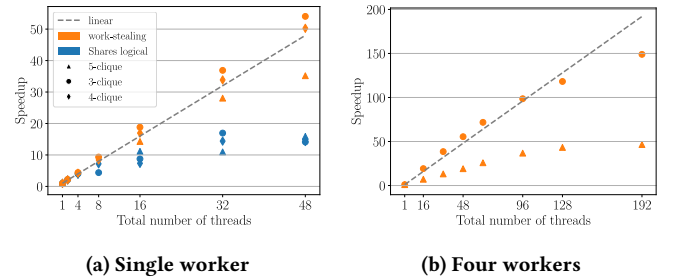 50
40
30
20
10
0
Speedup
linear
work-stealing
Shares logical
5-clique
3-clique
4-clique
1 4 8 16 32 48
Total number of threads
(a) Single worker
200
150
100
50
0
Speedup
1 16 48 96 128 192
Total number of threads
(b) Four workers